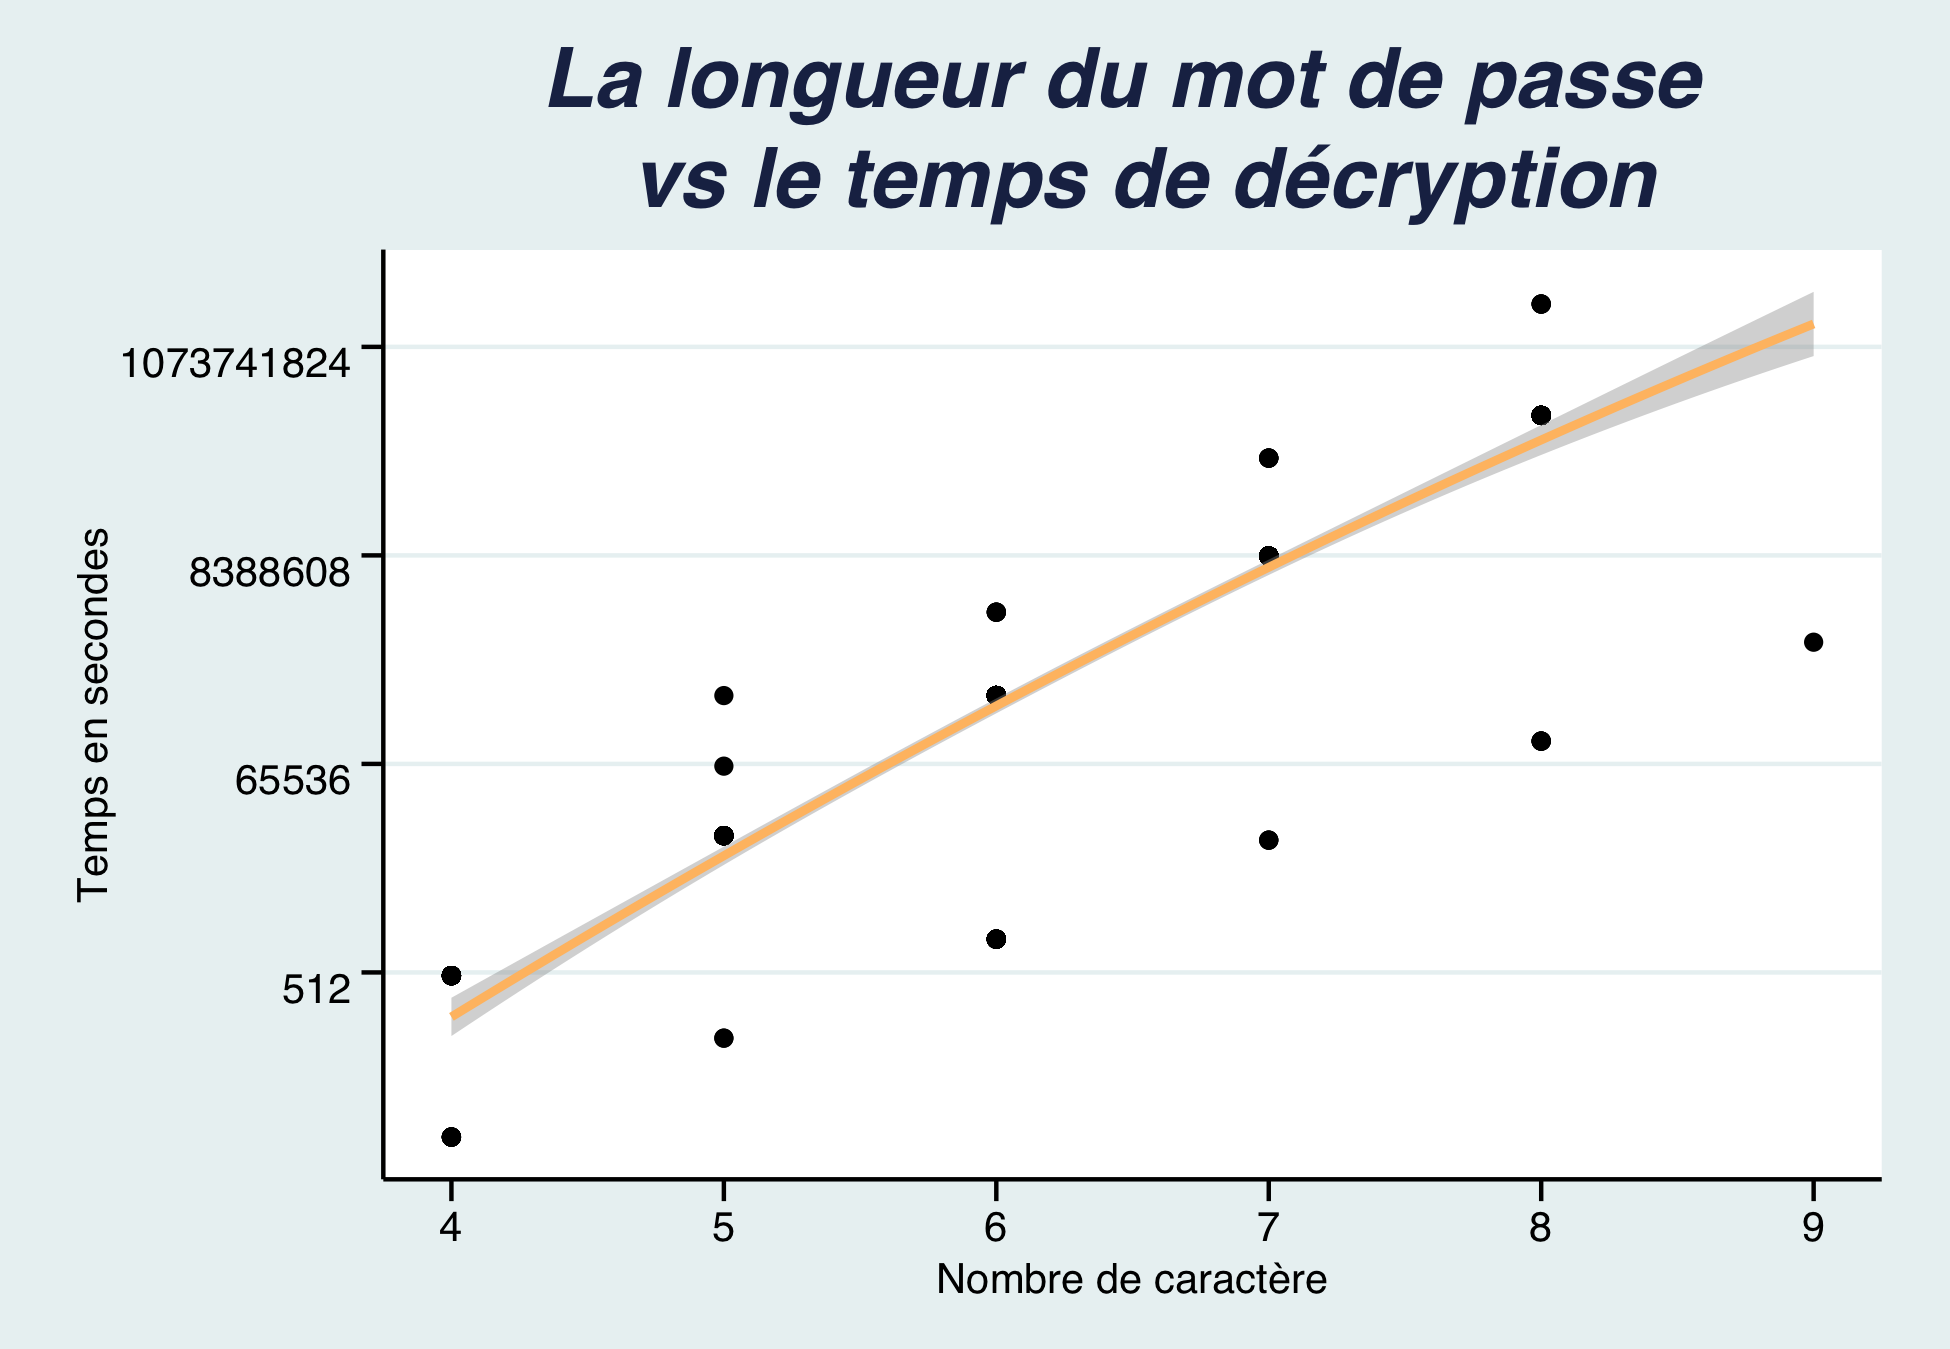 La longueur du mot de passe
vs le temps de décryption
1073741824
8388608
65536
512
Temps en secondes
4 5 6 7 8 9
Nombre de caractère